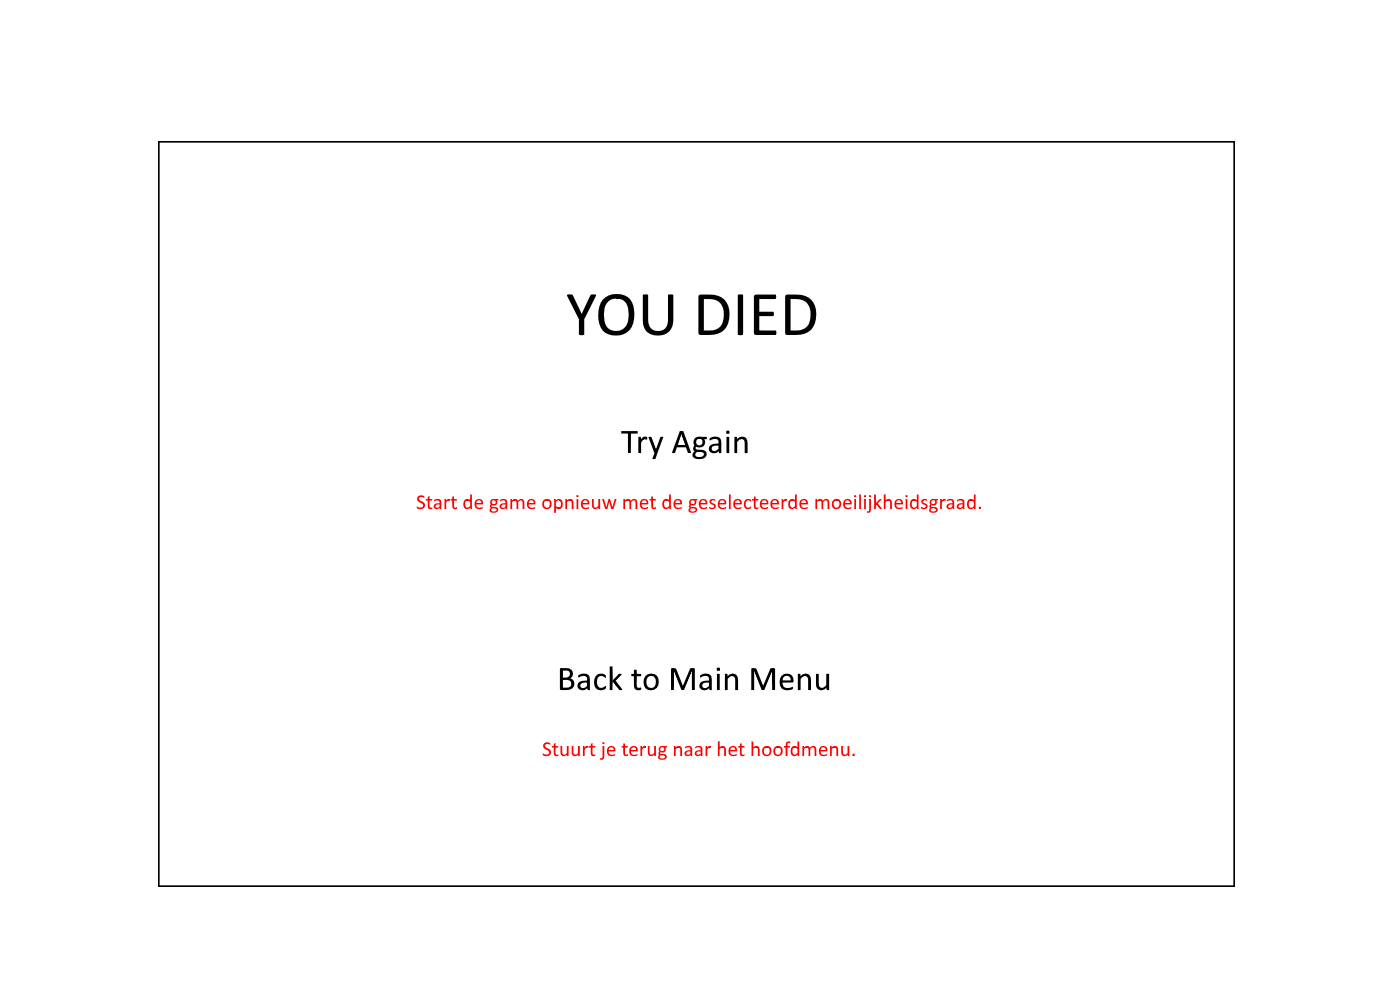 YOU DIED
Try Again
Start de game opnieuw met de geselecteerde moeilijkheidsgraad.
Back to Main Menu
Stuurt je terug naar het hoofdmenu.